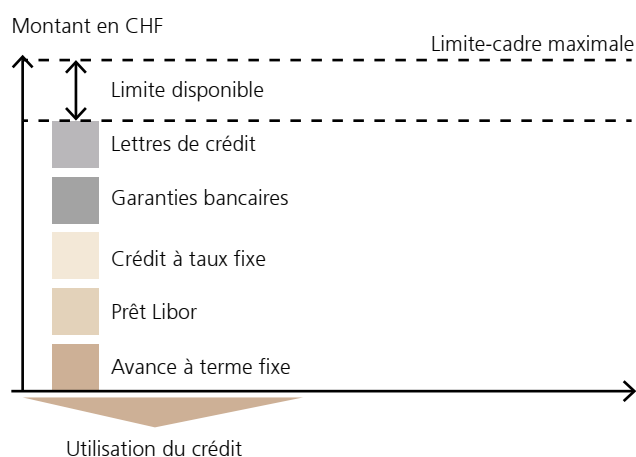 Montant en CHF
Limite-cadre maximale
Limite disponible
Lettres de crédit
Garanties bancaires
Crédit à taux fixe
Prêt Libor
Avance à terme fixe
Utilisation du crédit